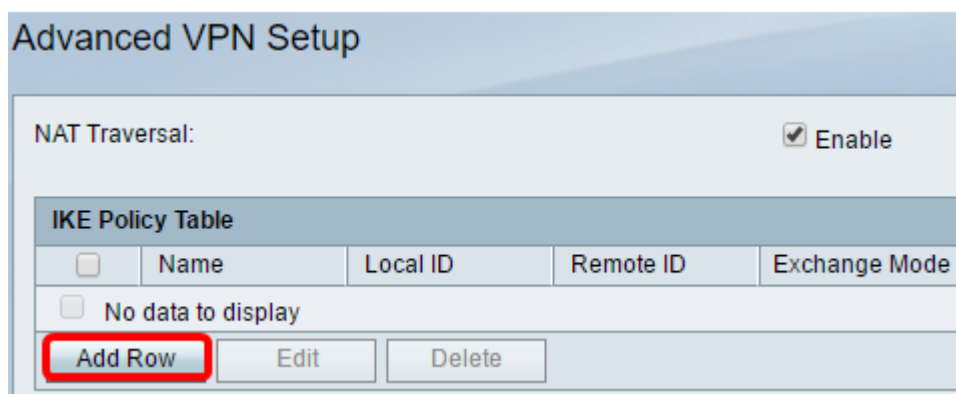 Advanced VPN Setup
NAT Traversal: Enable
IKE Policy Table
Name Local ID Remote ID Exchange Mode
No data to display
Add Row Edit Delete